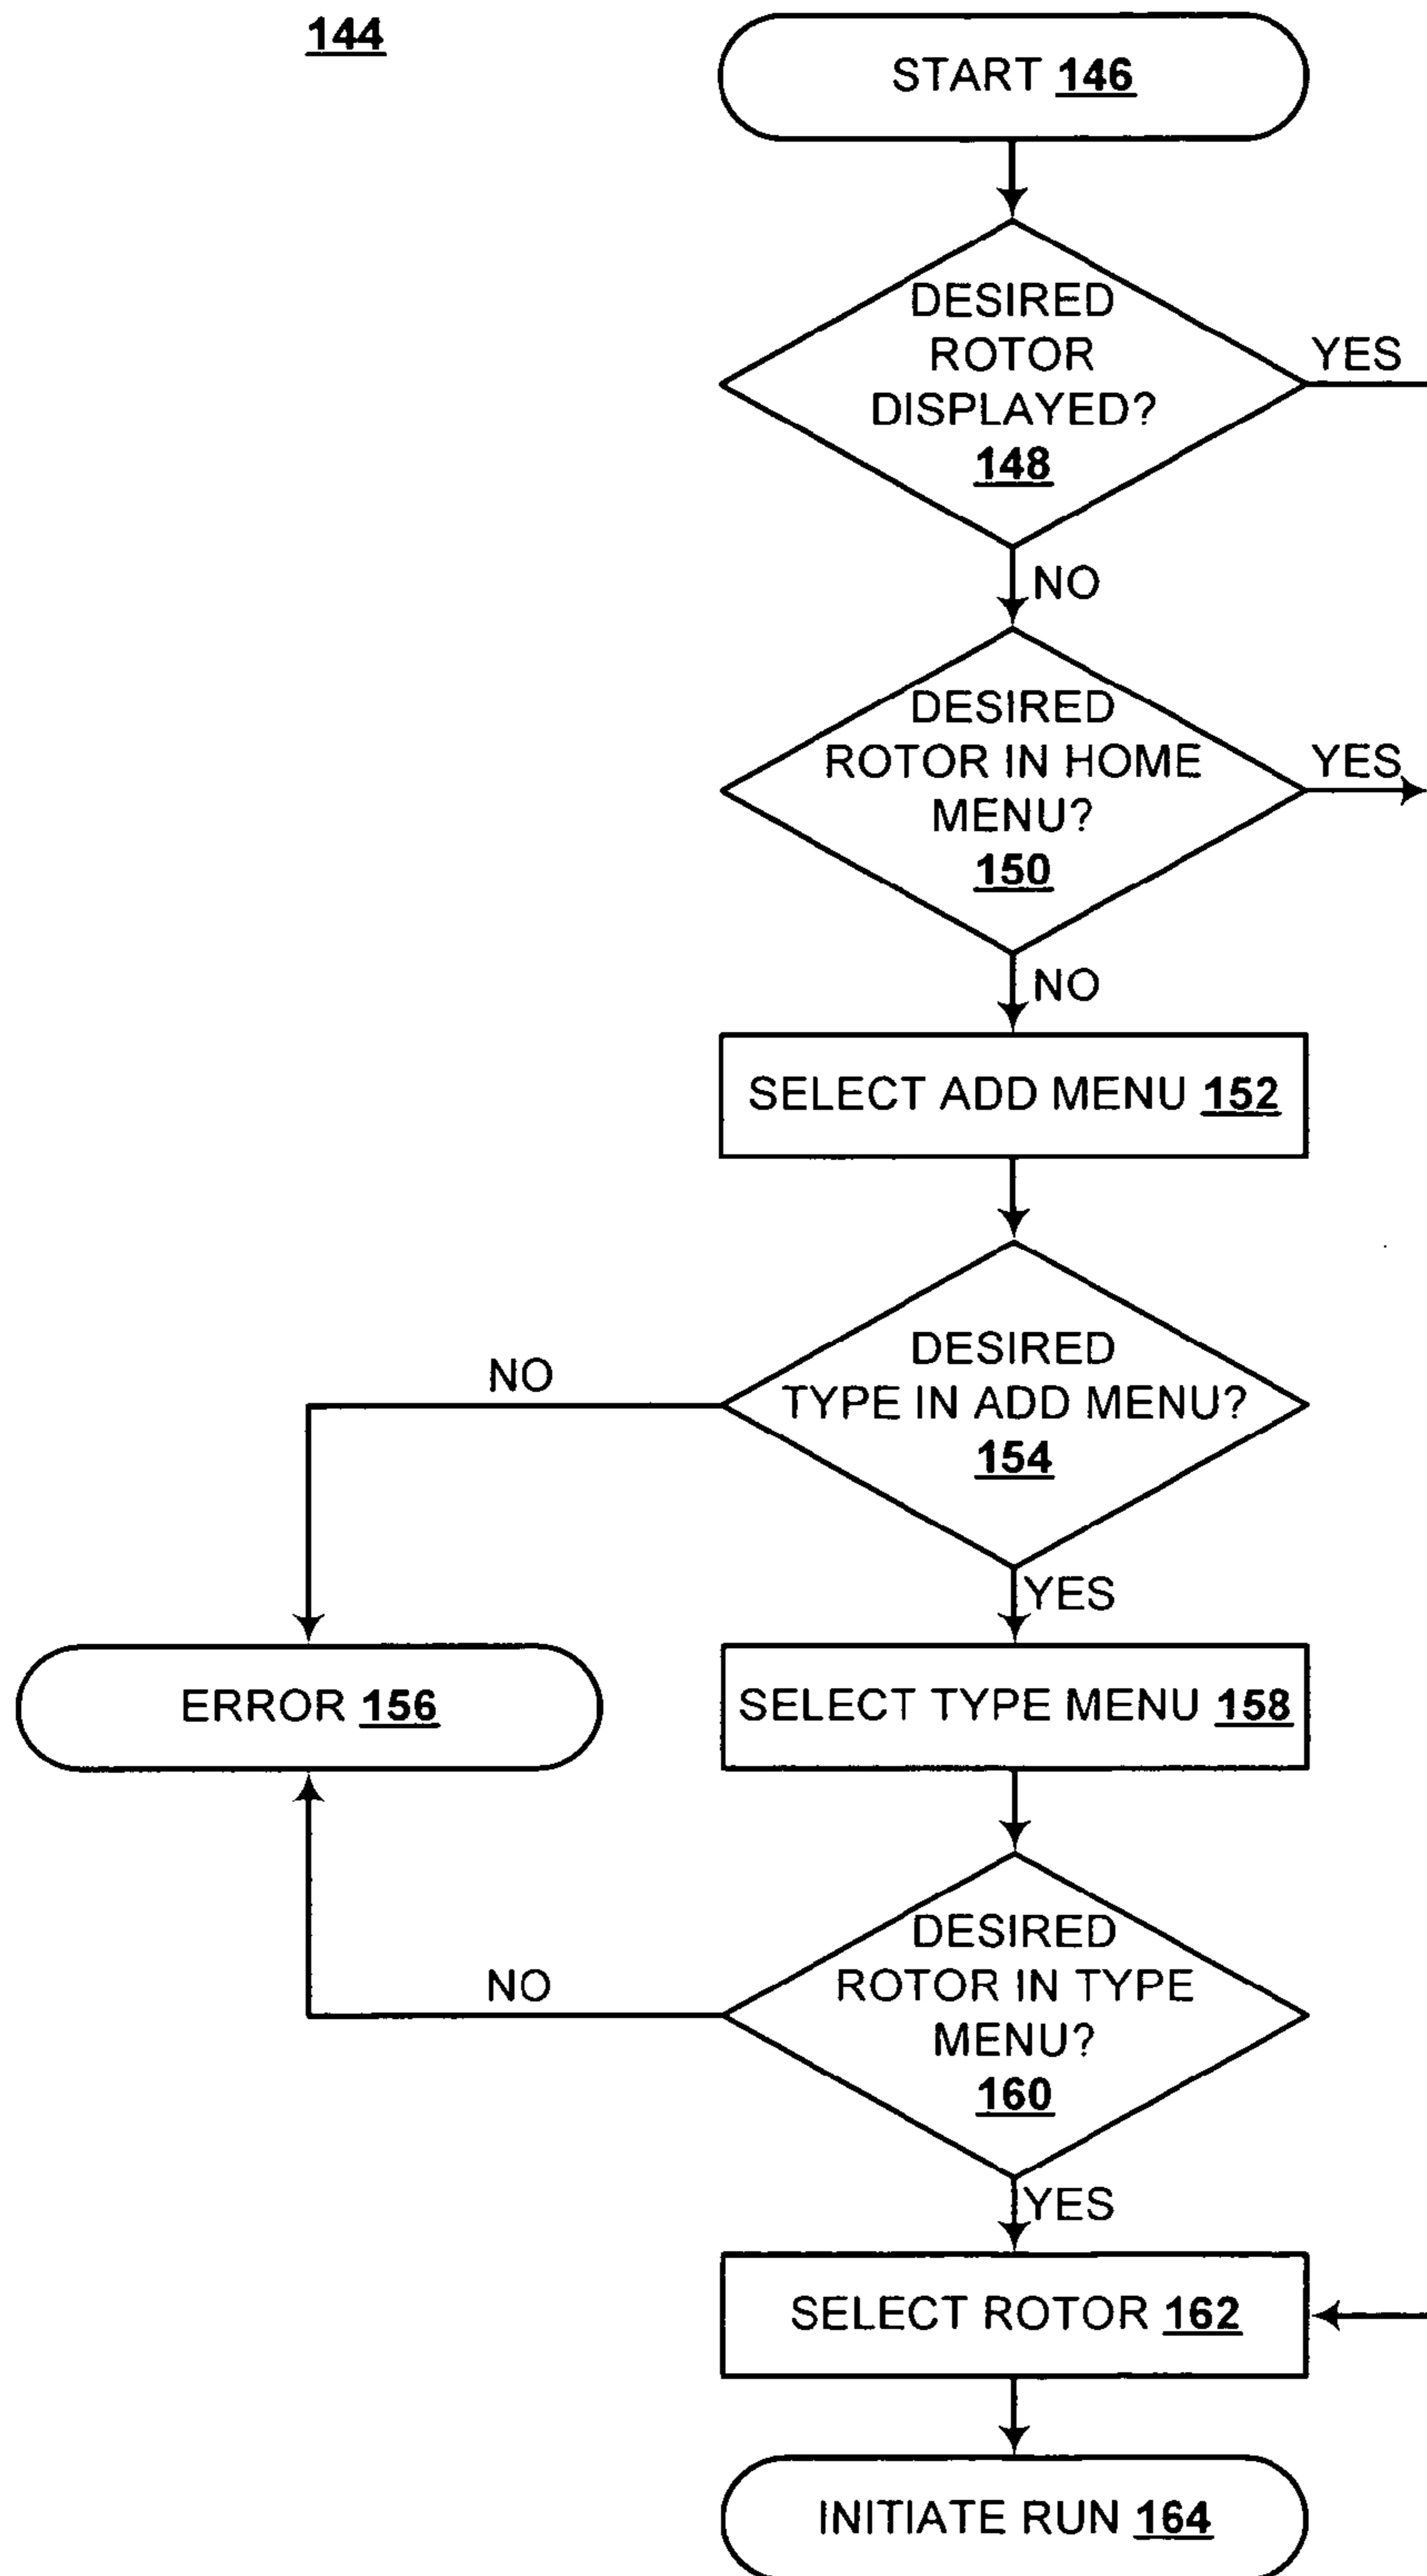 144
START 146
DESIRED
ROTOR
DISPLAYED?
148
YES
NO
DESIRED
ROTOR IN HOME
MENU?
150
YES
NO
SELECT ADD MENU 152
DESIRED
TYPE IN ADD MENU?
154
NO
YES
ERROR 156
SELECT TYPE MENU 158
DESIRED
ROTOR IN TYPE
MENU?
160
NO
YES
SELECT ROTOR 162
INITIATE RUN 164